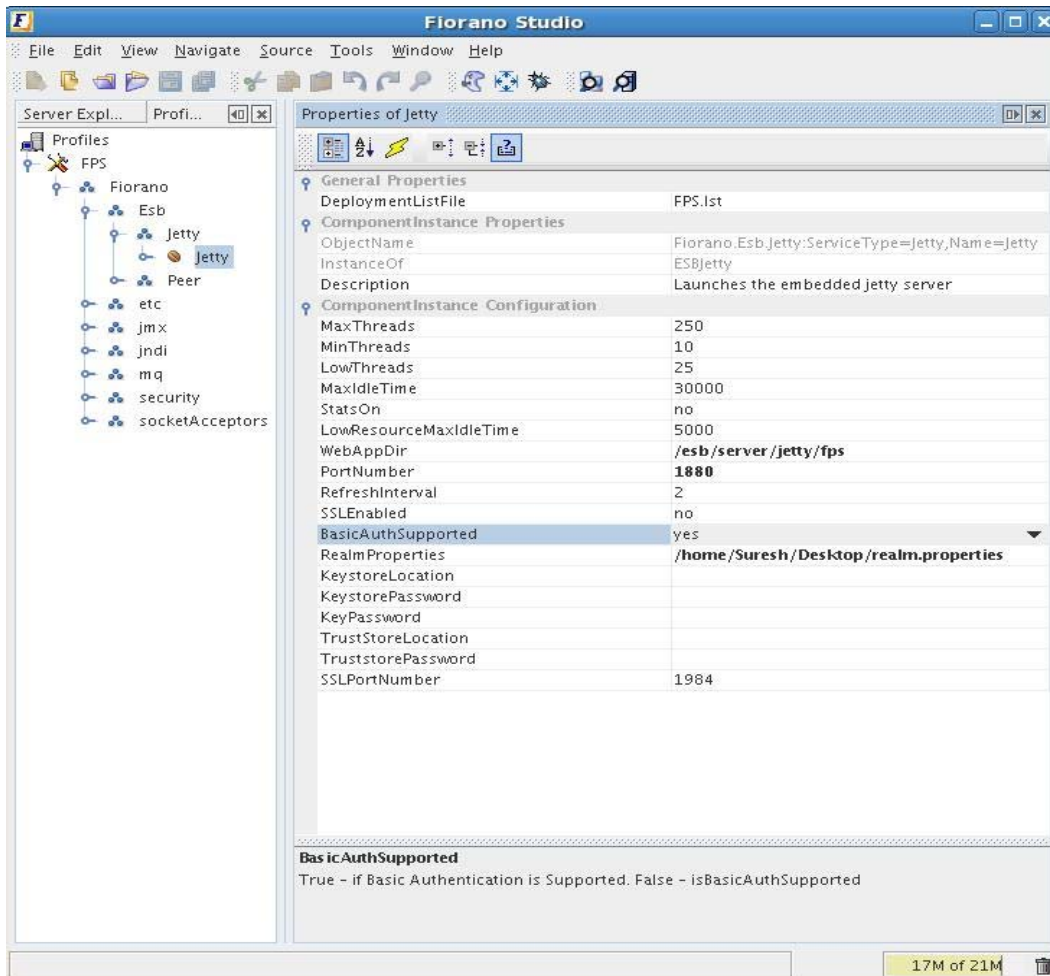 Fiorano Studio
File Edit View Navigate Source Tools Window Help
Server Expl... Profi...
Profiles
FPS
Fiorano
Esb
Jetty
Jetty
Peer
etc
jmx
jndi
mq
security
socketAcceptors
Properties of Jetty
General Properties
DeploymentListFile FPS.lst
ComponentInstance Properties
ObjectName Fiorano.Esb.Jetty:ServiceType=Jetty,Name=Jetty
InstanceOf ESBJetty
Description Launches the embedded jetty server
ComponentInstance Configuration
MaxThreads 250
MinThreads 10
LowThreads 25
MaxIdleTime 30000
StatsOn no
LowResourceMaxIdleTime 5000
WebAppDir /esb/server/jetty/fps
PortNumber 1880
RefreshInterval 2
SSLEnabled no
BasicAuthSupported yes
RealmProperties /home/Suresh/Desktop/realm.properties
KeystoreLocation
KeystorePassword
KeyPassword
TrustStoreLocation
TruststorePassword
SSLPortNumber 1984
BasicAuthSupported
True - if Basic Authentication is Supported. False - isBasicAuthSupported
17M of 21M